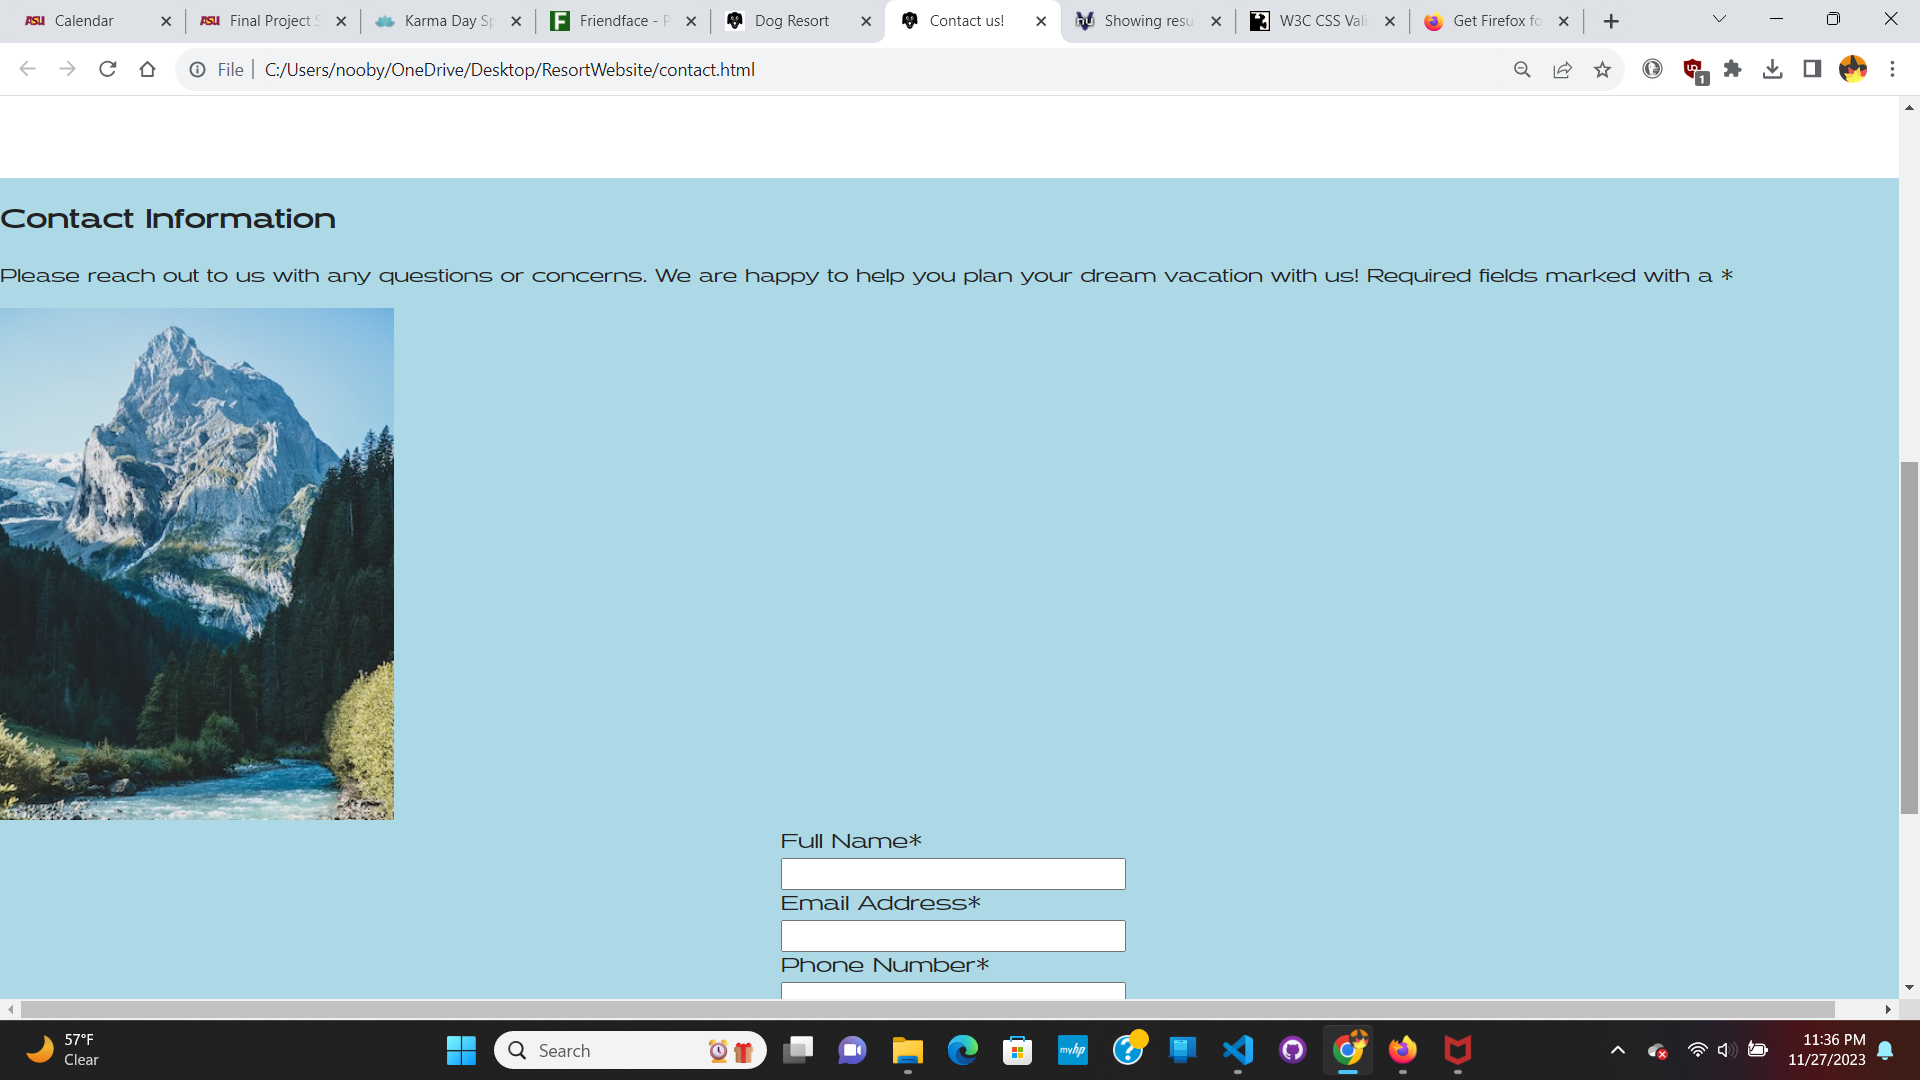 Calendar
Final Project S
Karma Day Sp
Friendface - P
Dog Resort
Contact us!
Showing resu
W3C CSS Vali
Get Firefox fo
File
C:/Users/nooby/OneDrive/Desktop/ResortWebsite/contact.html
1
Contact Information
Please reach out to us with any questions or concerns. We are happy to help you plan your dream vacation with us! Required fields marked with a *
Full Name*
Email Address*
Phone Number*
57°F
Clear
Search
myhp
11:36 PM
11/27/2023